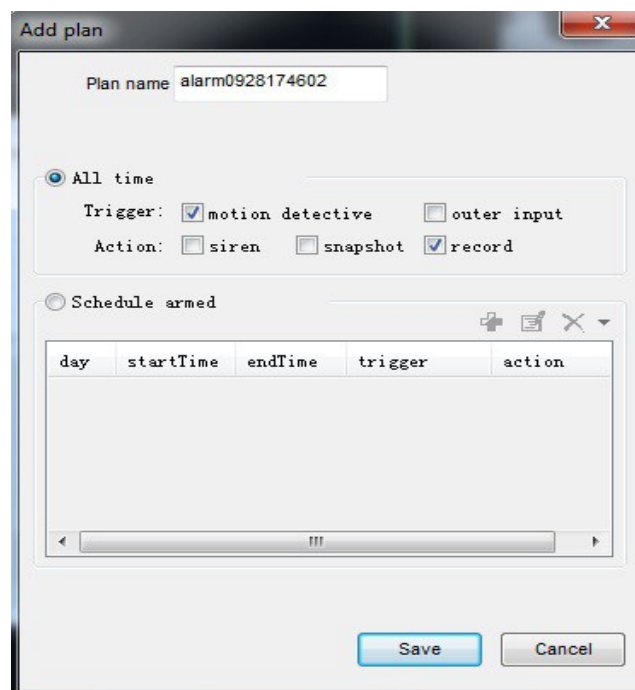 Add plan
Plan name alarm0928174602
All time
Trigger: motion detective outer input
Action: siren snapshot record
Schedule armed
day startTime endTime trigger action
Save Cancel